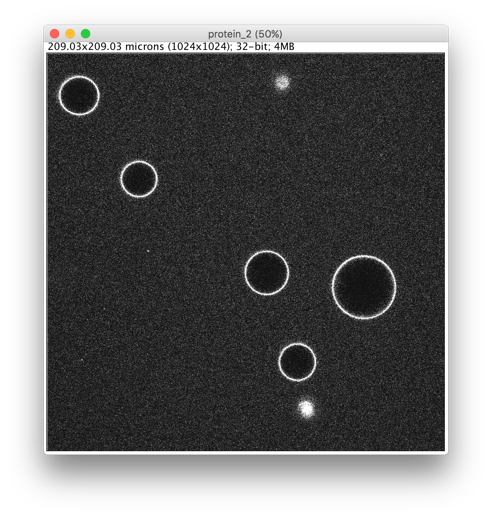 protein_2 (50%)
209.03x209.03 microns (1024x1024); 32-bit; 4MB